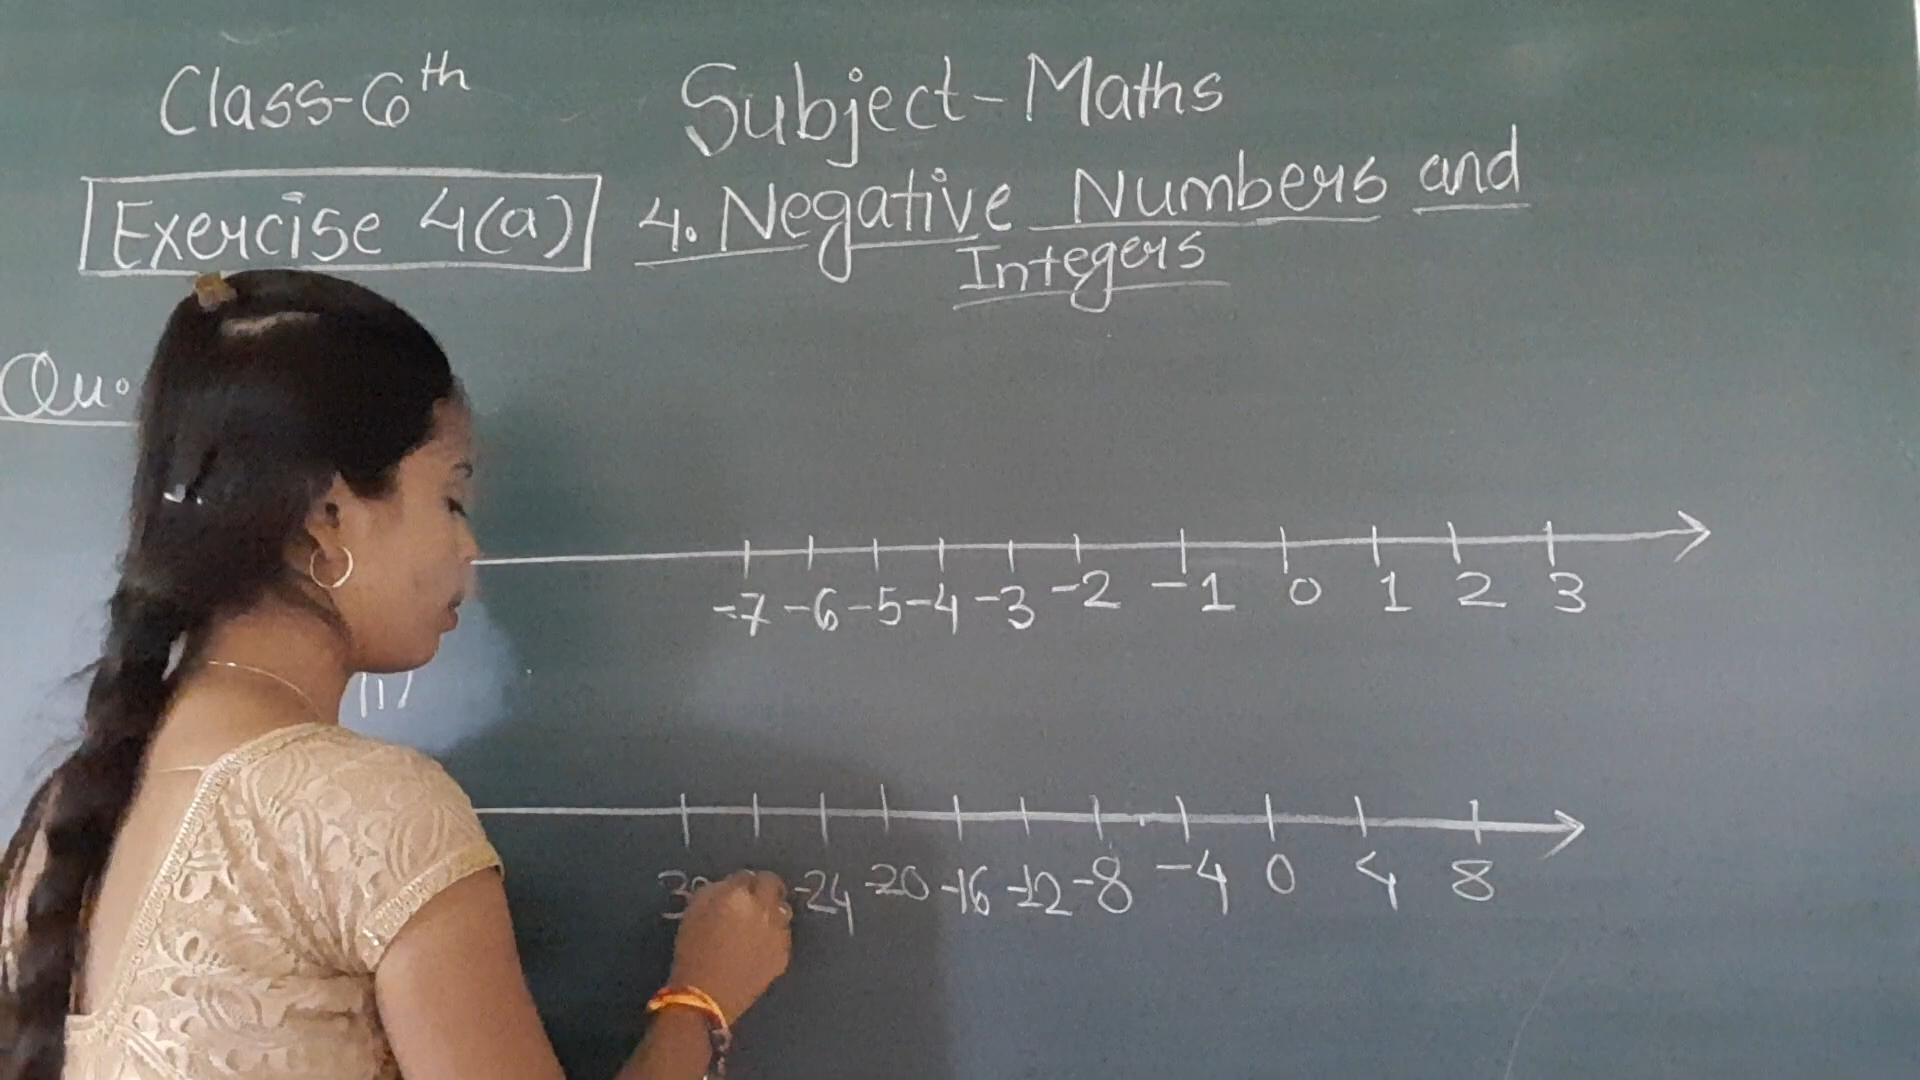 Class-6th Subject-Maths
Exercise 4(a) 4. Negative Numbers and
Integers
Qu.
-7 -6 -5 -4 -3 -2 -1 0 1 2 3
-24 -20 -16 -12 -8 -4 0 4 8